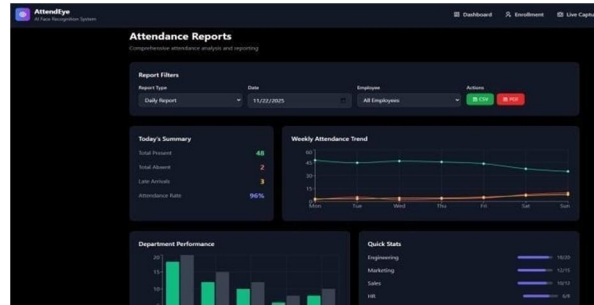 AttendEye
AI Face Recognition System
Dashboard Enrollment Live Captu
Attendance Reports
Comprehensive attendance analysis and reporting
Report Filters
Report Type Date Employee Actions
Daily Report 11/22/2025 All Employees CSV PDF
Today's Summary
Total Present 48
Total Absent 2
Late Arrivals 3
Attendance Rate 96%
Weekly Attendance Trend
60
45
30
15
0
Mon Tue Wed Thu Fri Sat Sun
Department Performance
20
15
10
Quick Stats
Engineering 18/20
Marketing 12/15
Sales 10/12
HR